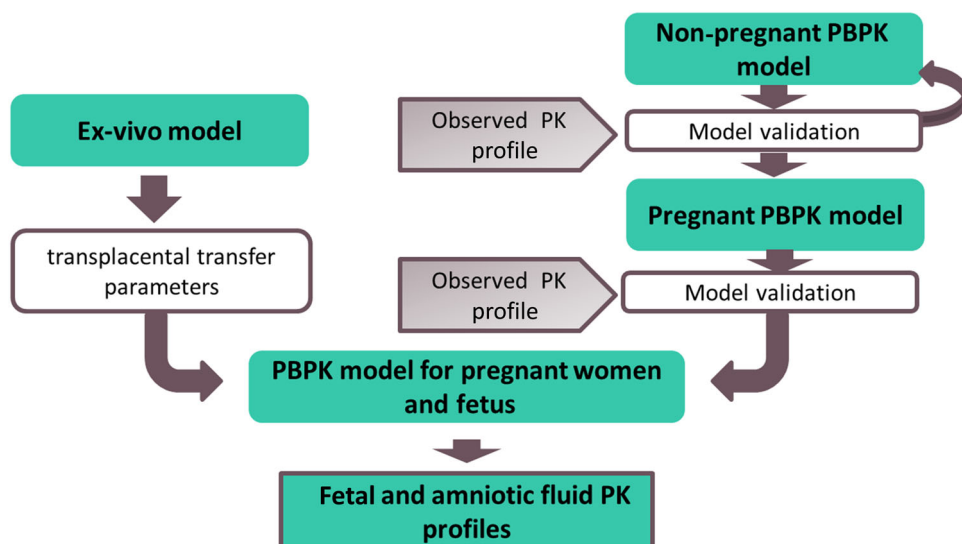 Non-pregnant PBPK
model
Ex-vivo model
Observed PK
profile
Model validation
Pregnant PBPK model
transplacental transfer
parameters
Observed PK
profile
Model validation
PBPK model for pregnant women
and fetus
Fetal and amniotic fluid PK
profiles